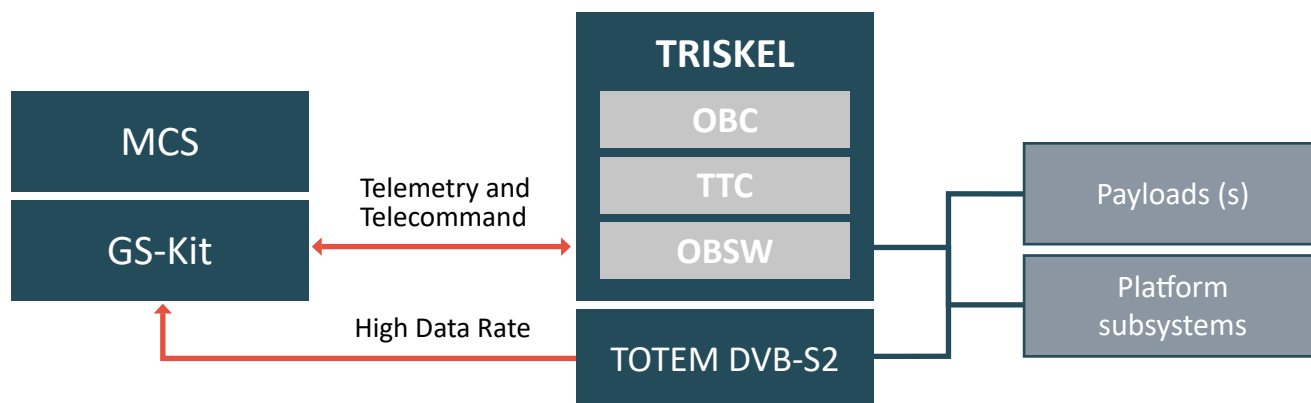 MCS
GS-Kit
Telemetry and
Telecommand
High Data Rate
TRISKEL
OBC
TTC
OBSW
TOTEM DVB-S2
Payloads (s)
Platform
subsystems